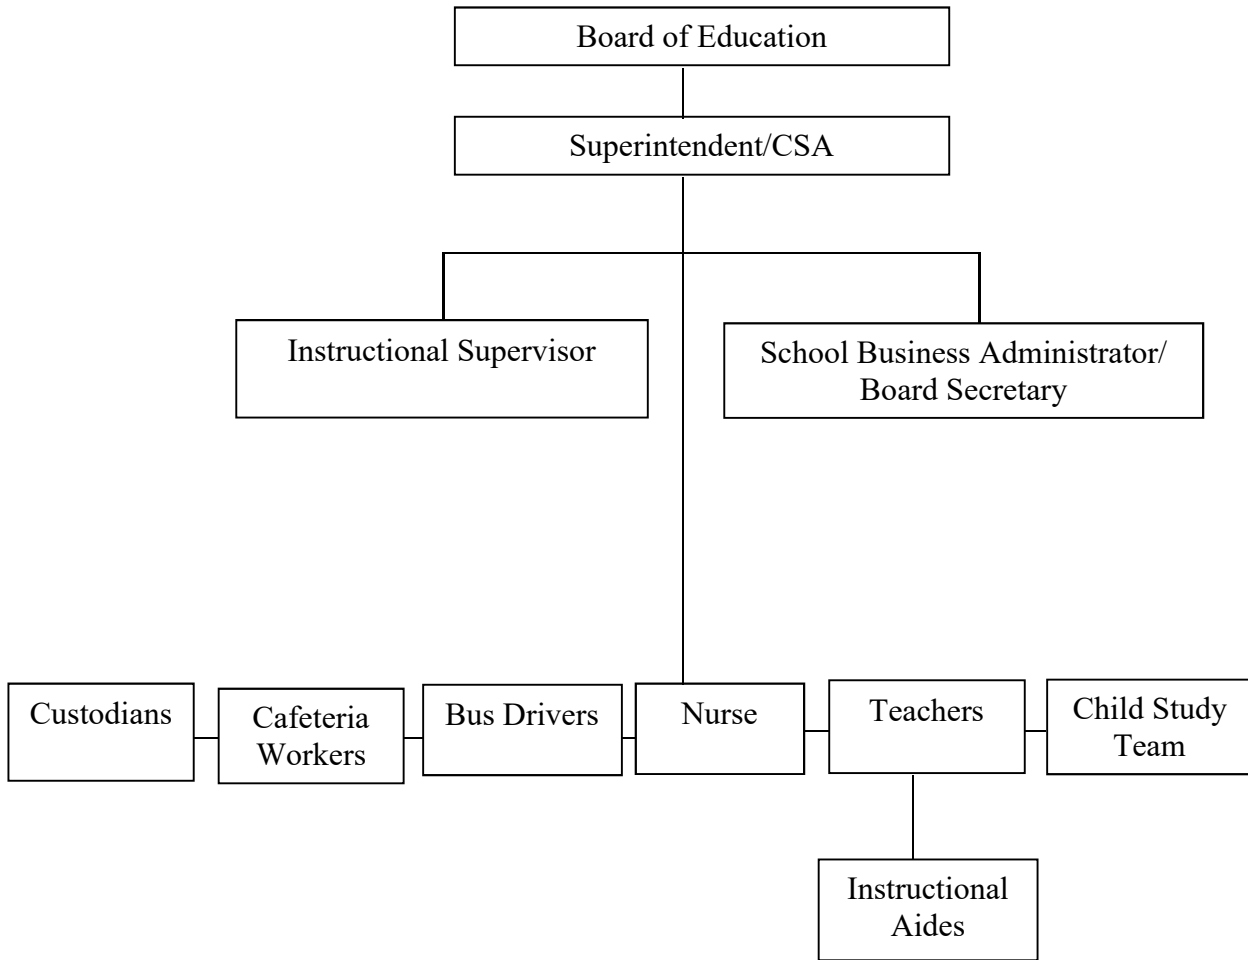 Board of Education
Superintendent/CSA
Instructional Supervisor
School Business Administrator/
Board Secretary
Custodians
Cafeteria
Workers
Bus Drivers
Nurse
Teachers
Child Study
Team
Instructional
Aides